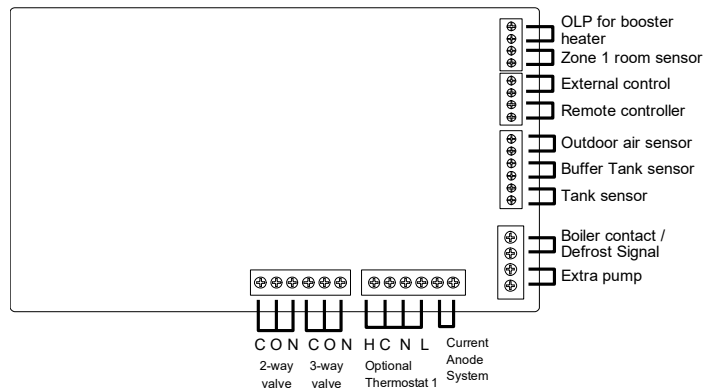 OLP for booster
heater
Zone 1 room sensor
External control
Remote controller
Outdoor air sensor
Buffer Tank sensor
Tank sensor
Boiler contact /
Defrost Signal
Extra pump
C O N C O N H C N L
2-way
valve
3-way
valve
Optional
Thermostat 1
Current
Anode
System